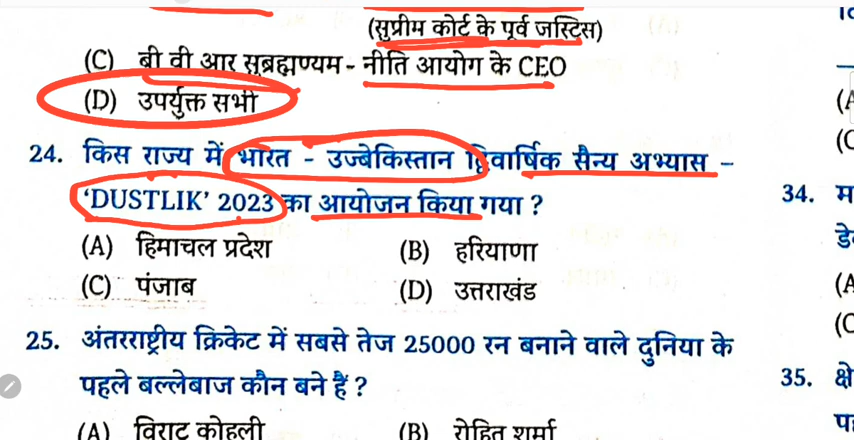 (सुप्रीम कोर्ट के पूर्व जस्टिस)
(C) बी वी आर सुब्रह्मण्यम - नीति आयोग के CEO
(D) उपर्युक्त सभी
24. किस राज्य में भारत - उज्बेकिस्तान द्विवार्षिक सैन्य अभ्यास -
'DUSTLIK' 2023 का आयोजन किया गया ?
(A) हिमाचल प्रदेश
(B) हरियाणा
(C) पंजाब
(D) उत्तराखंड
25. अंतरराष्ट्रीय क्रिकेट में सबसे तेज 25000 रन बनाने वाले दुनिया के
पहले बल्लेबाज कौन बने हैं ?
(A) विराट कोहली
(B) रोहित शर्मा
34.
35.